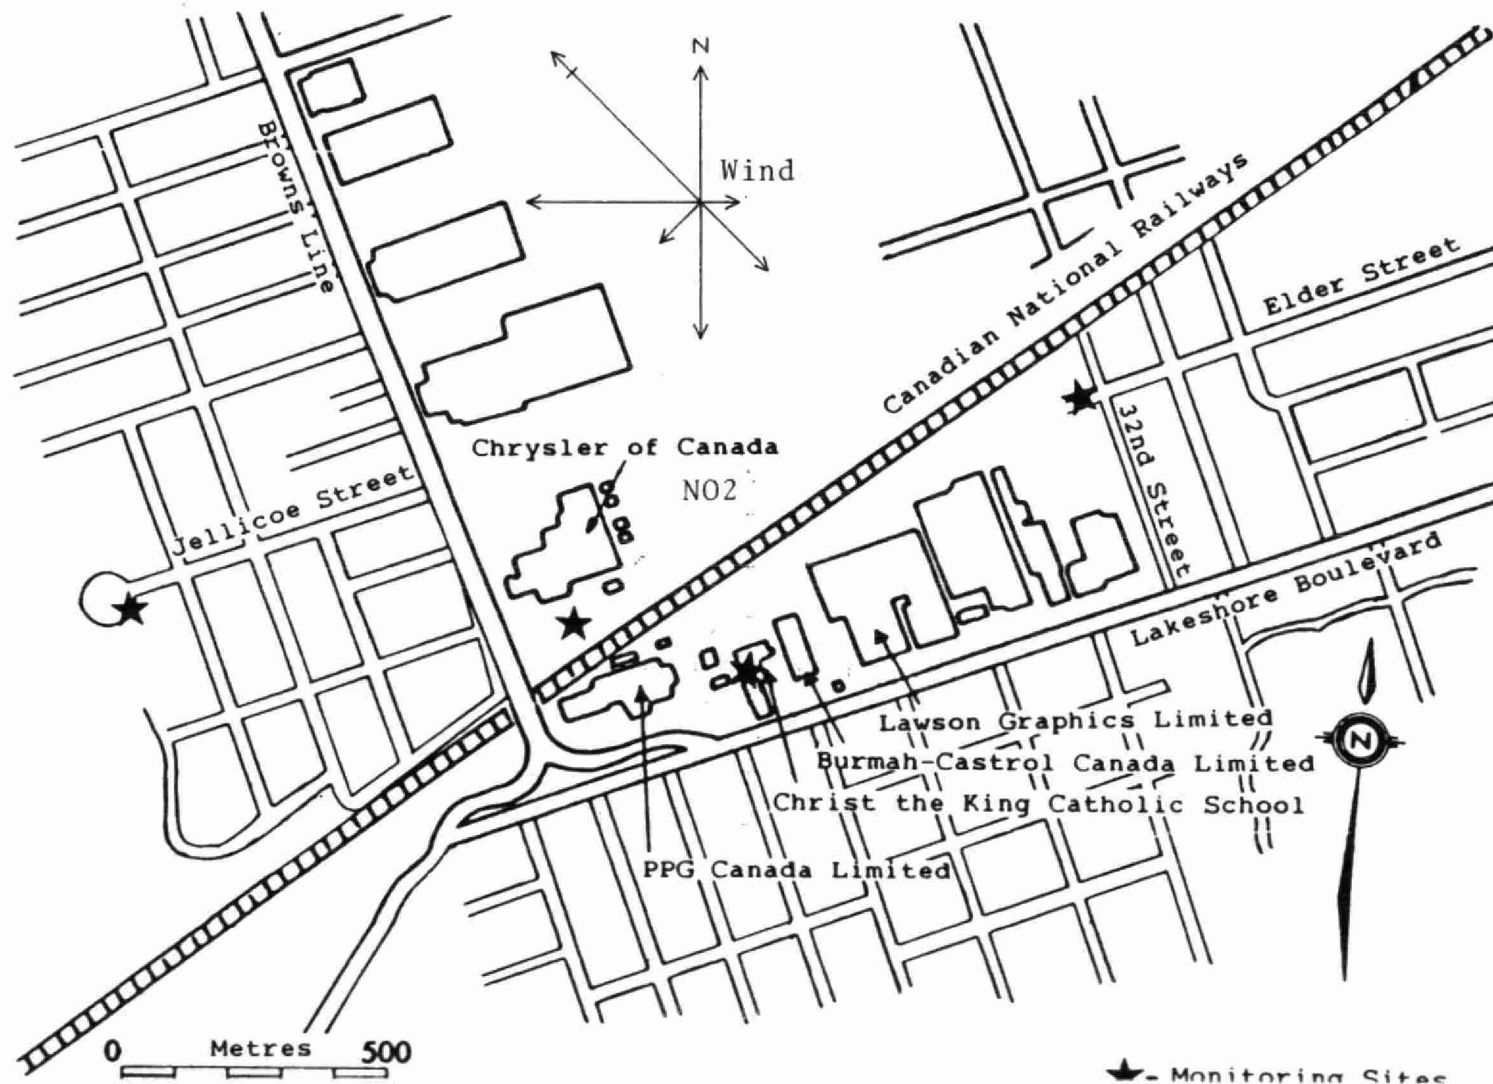 N
Wind
Browns Line
Canadian National Railways
Elder Street
Chrysler of Canada
NO2
32nd Street
Jellicoe Street
Lakeshore Boulevard
Lawson Graphics Limited
N
Burmah-Castrol Canada Limited
Christ the King Catholic School
PPG Canada Limited
0 Metres 500
- Monitoring Sites